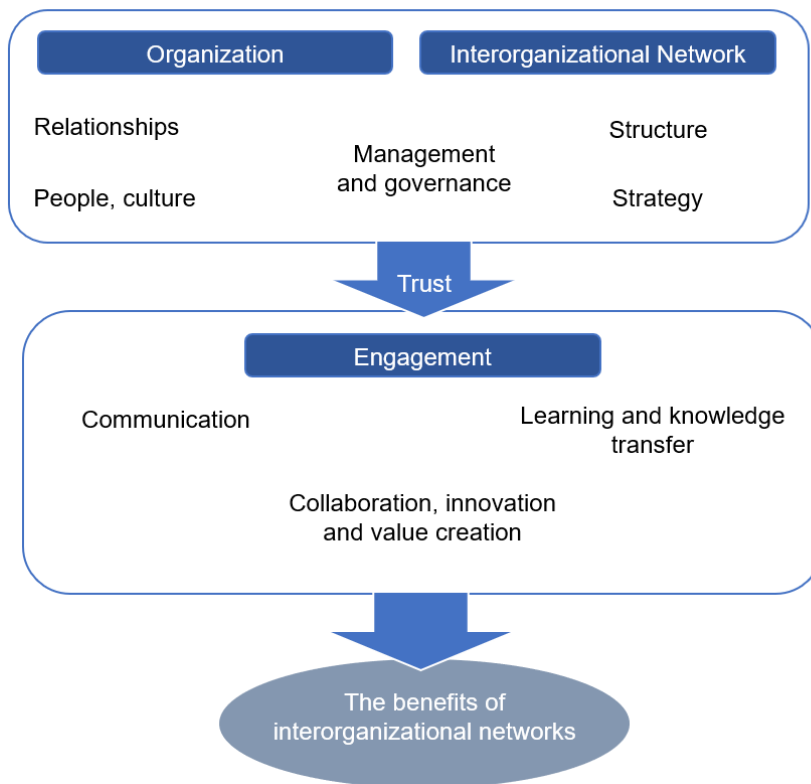 Organization
Interorganizational Network
Relationships
Structure
Management
and governance
People, culture
Strategy
Trust
Engagement
Communication
Learning and knowledge
transfer
Collaboration, innovation
and value creation
The benefits of
interorganizational networks